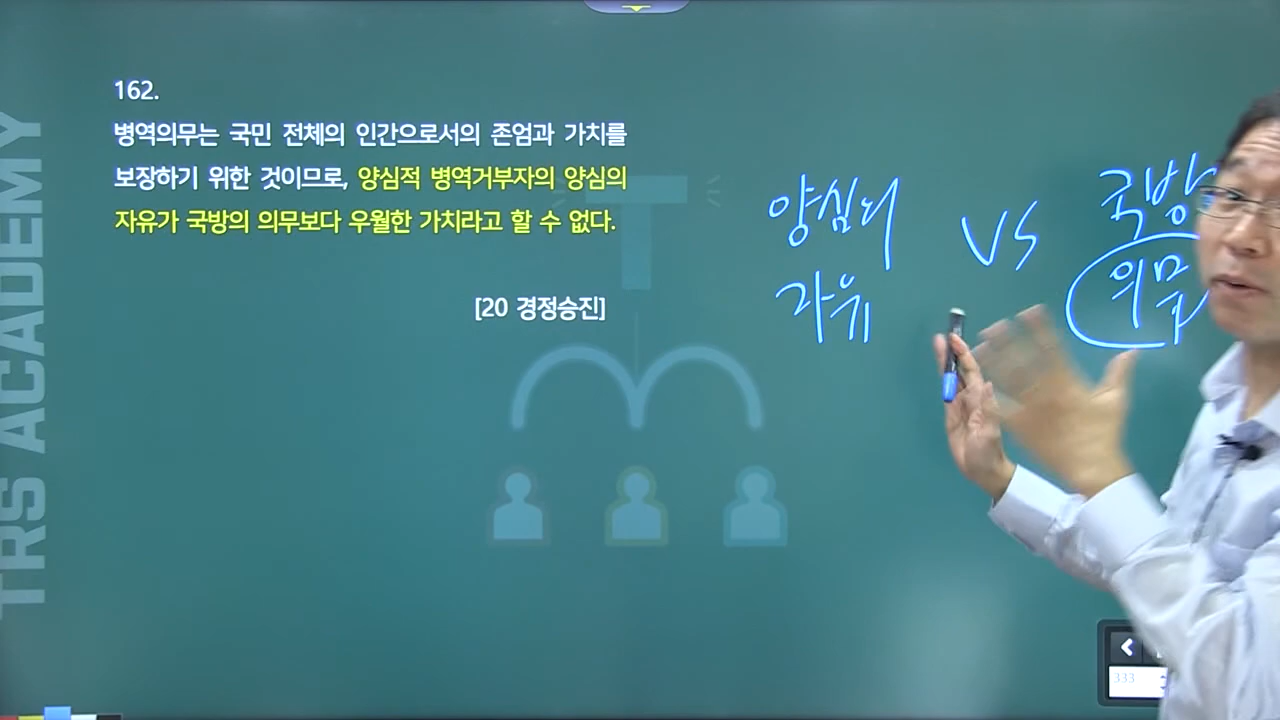 162.
병역의무는 국민 전체의 인간으로서의 존엄과 가치를
보장하기 위한 것이므로, 양심적 병역거부자의 양심의
자유가 국방의 의무보다 우월한 가치라고 할 수 없다.
[20 경정승진]
양심의 VS 국방
자유 의무
TRS ACADEMY
333